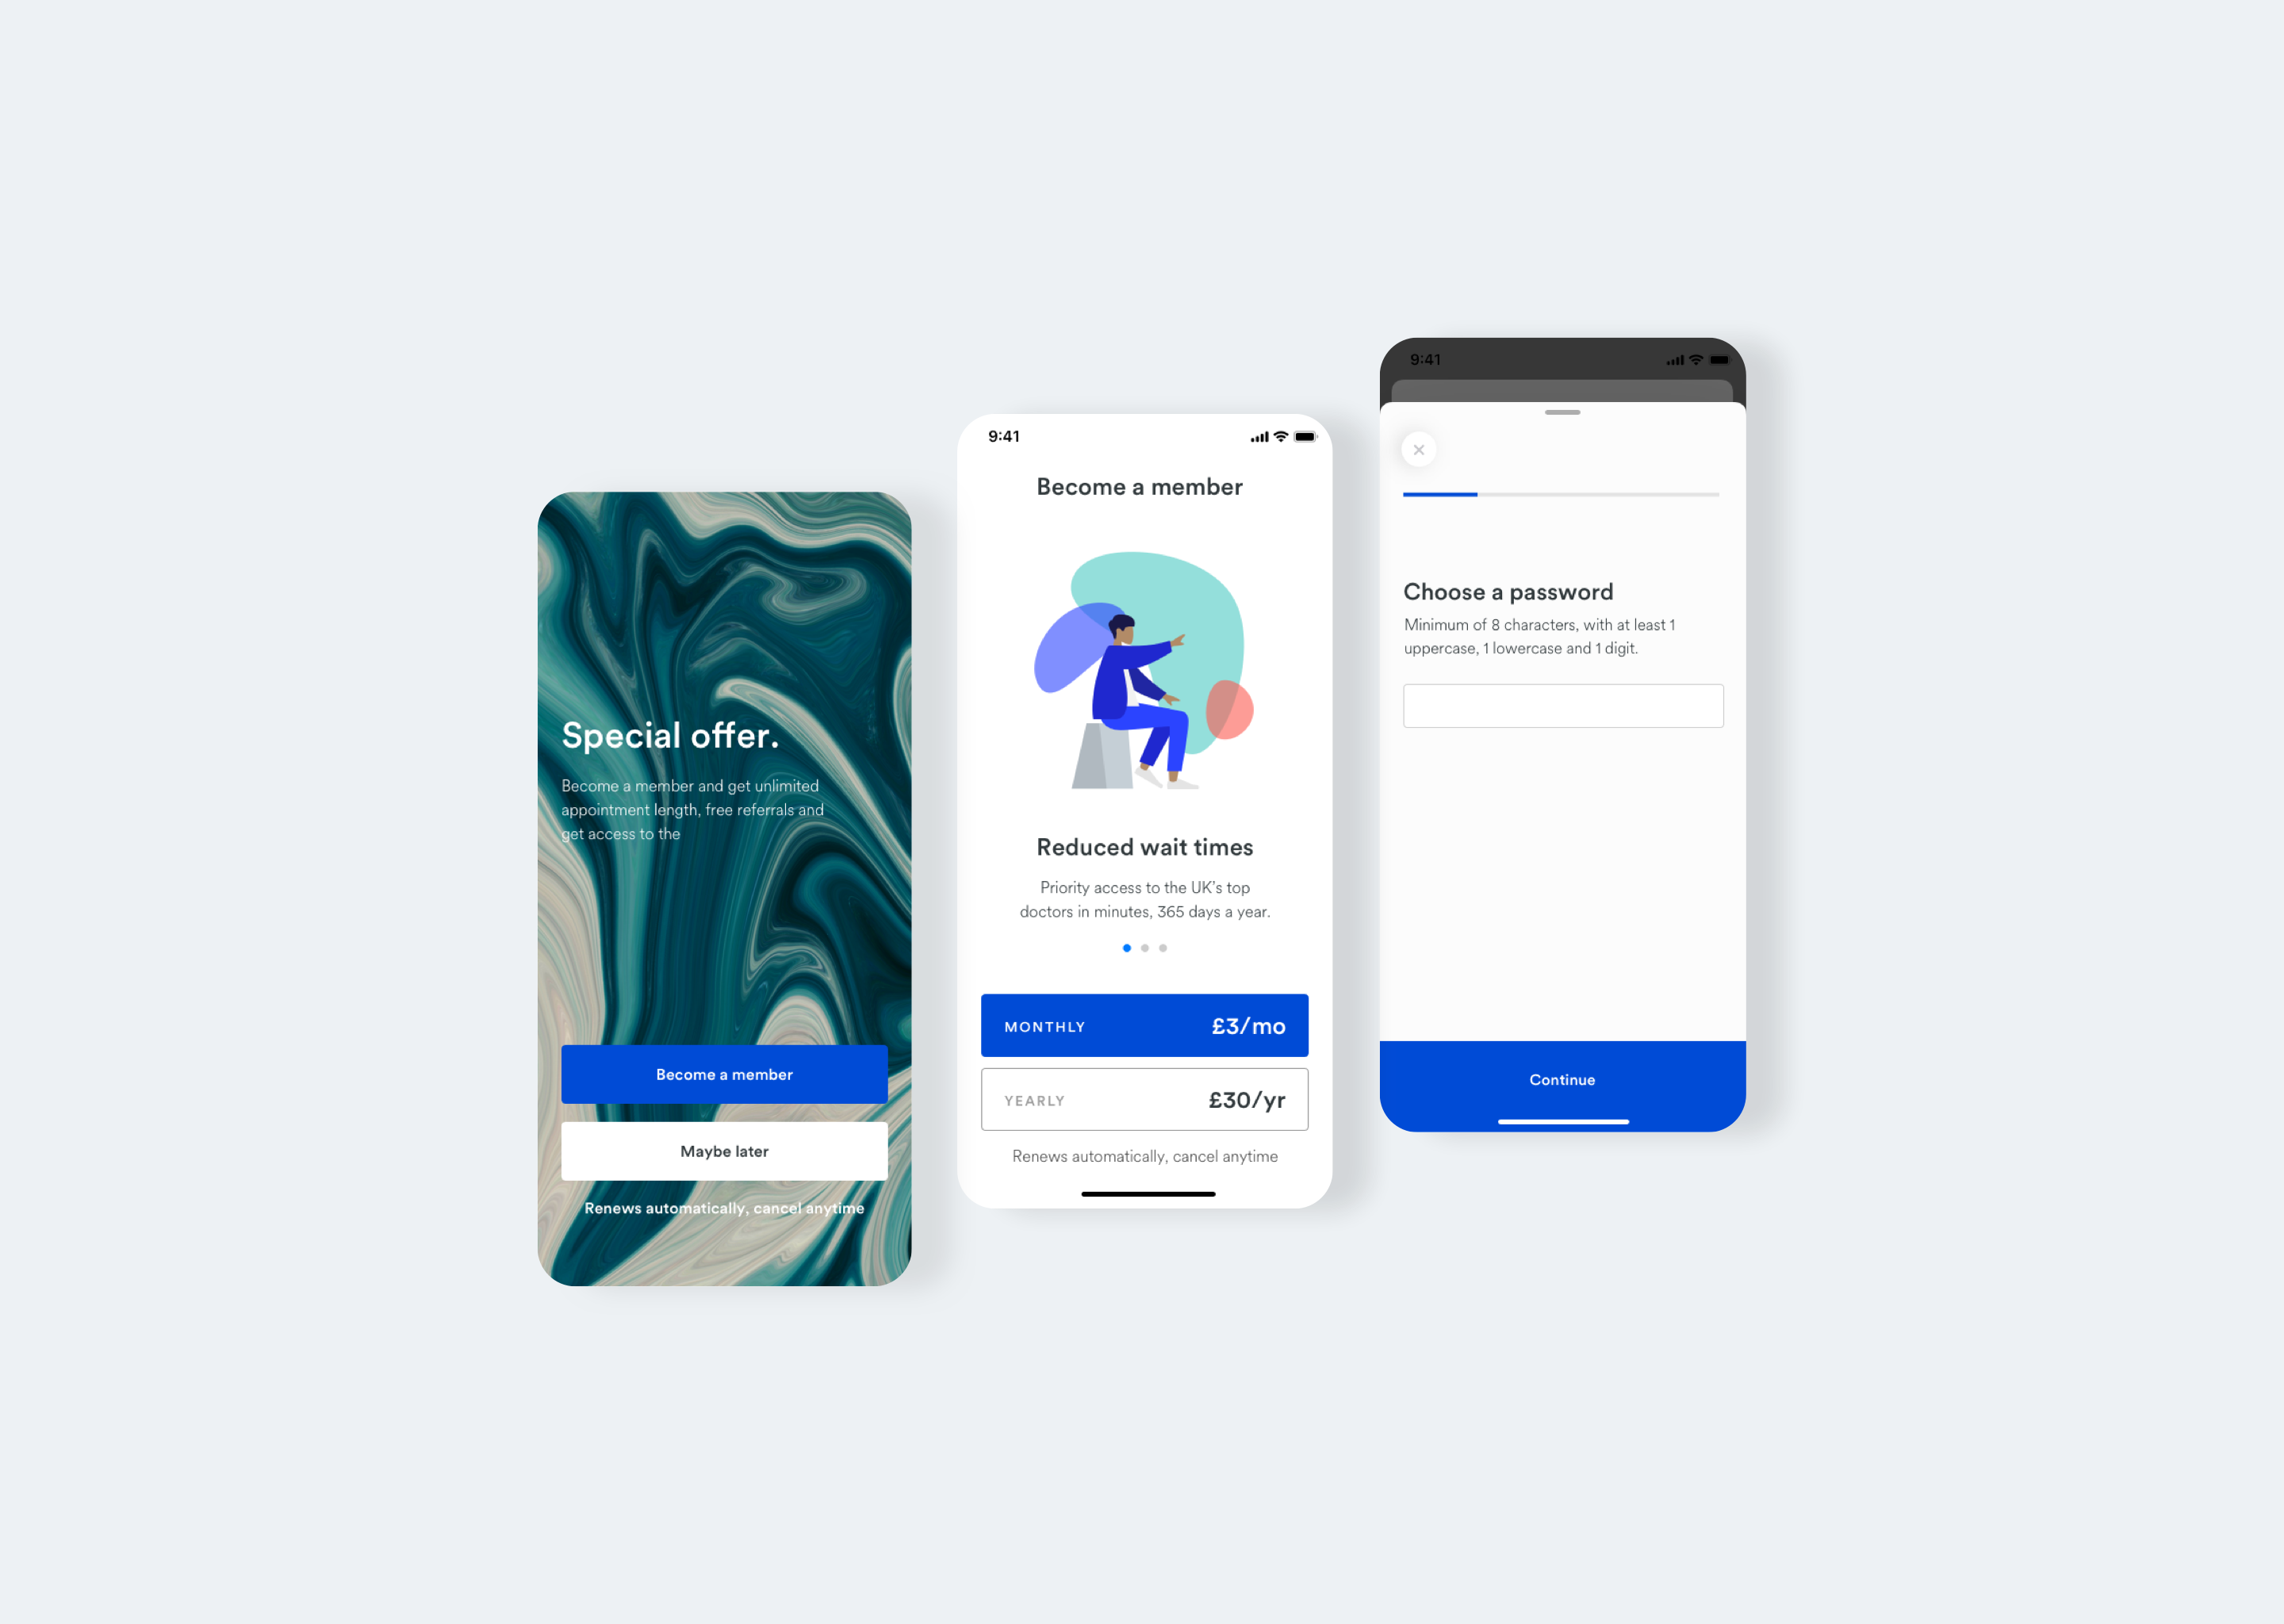 Special offer.
Become a member and get unlimited
appointment length, free referrals and
get access to the
Become a member
Maybe later
Renews automatically, cancel anytime
9:41
Become a member
Reduced wait times
Priority access to the UK's top
doctors in minutes, 365 days a year.
MONTHLY £3/mo
YEARLY £30/yr
Renews automatically, cancel anytime
9:41
Choose a password
Minimum of 8 characters, with at least 1
uppercase, 1 lowercase and 1 digit.
Continue